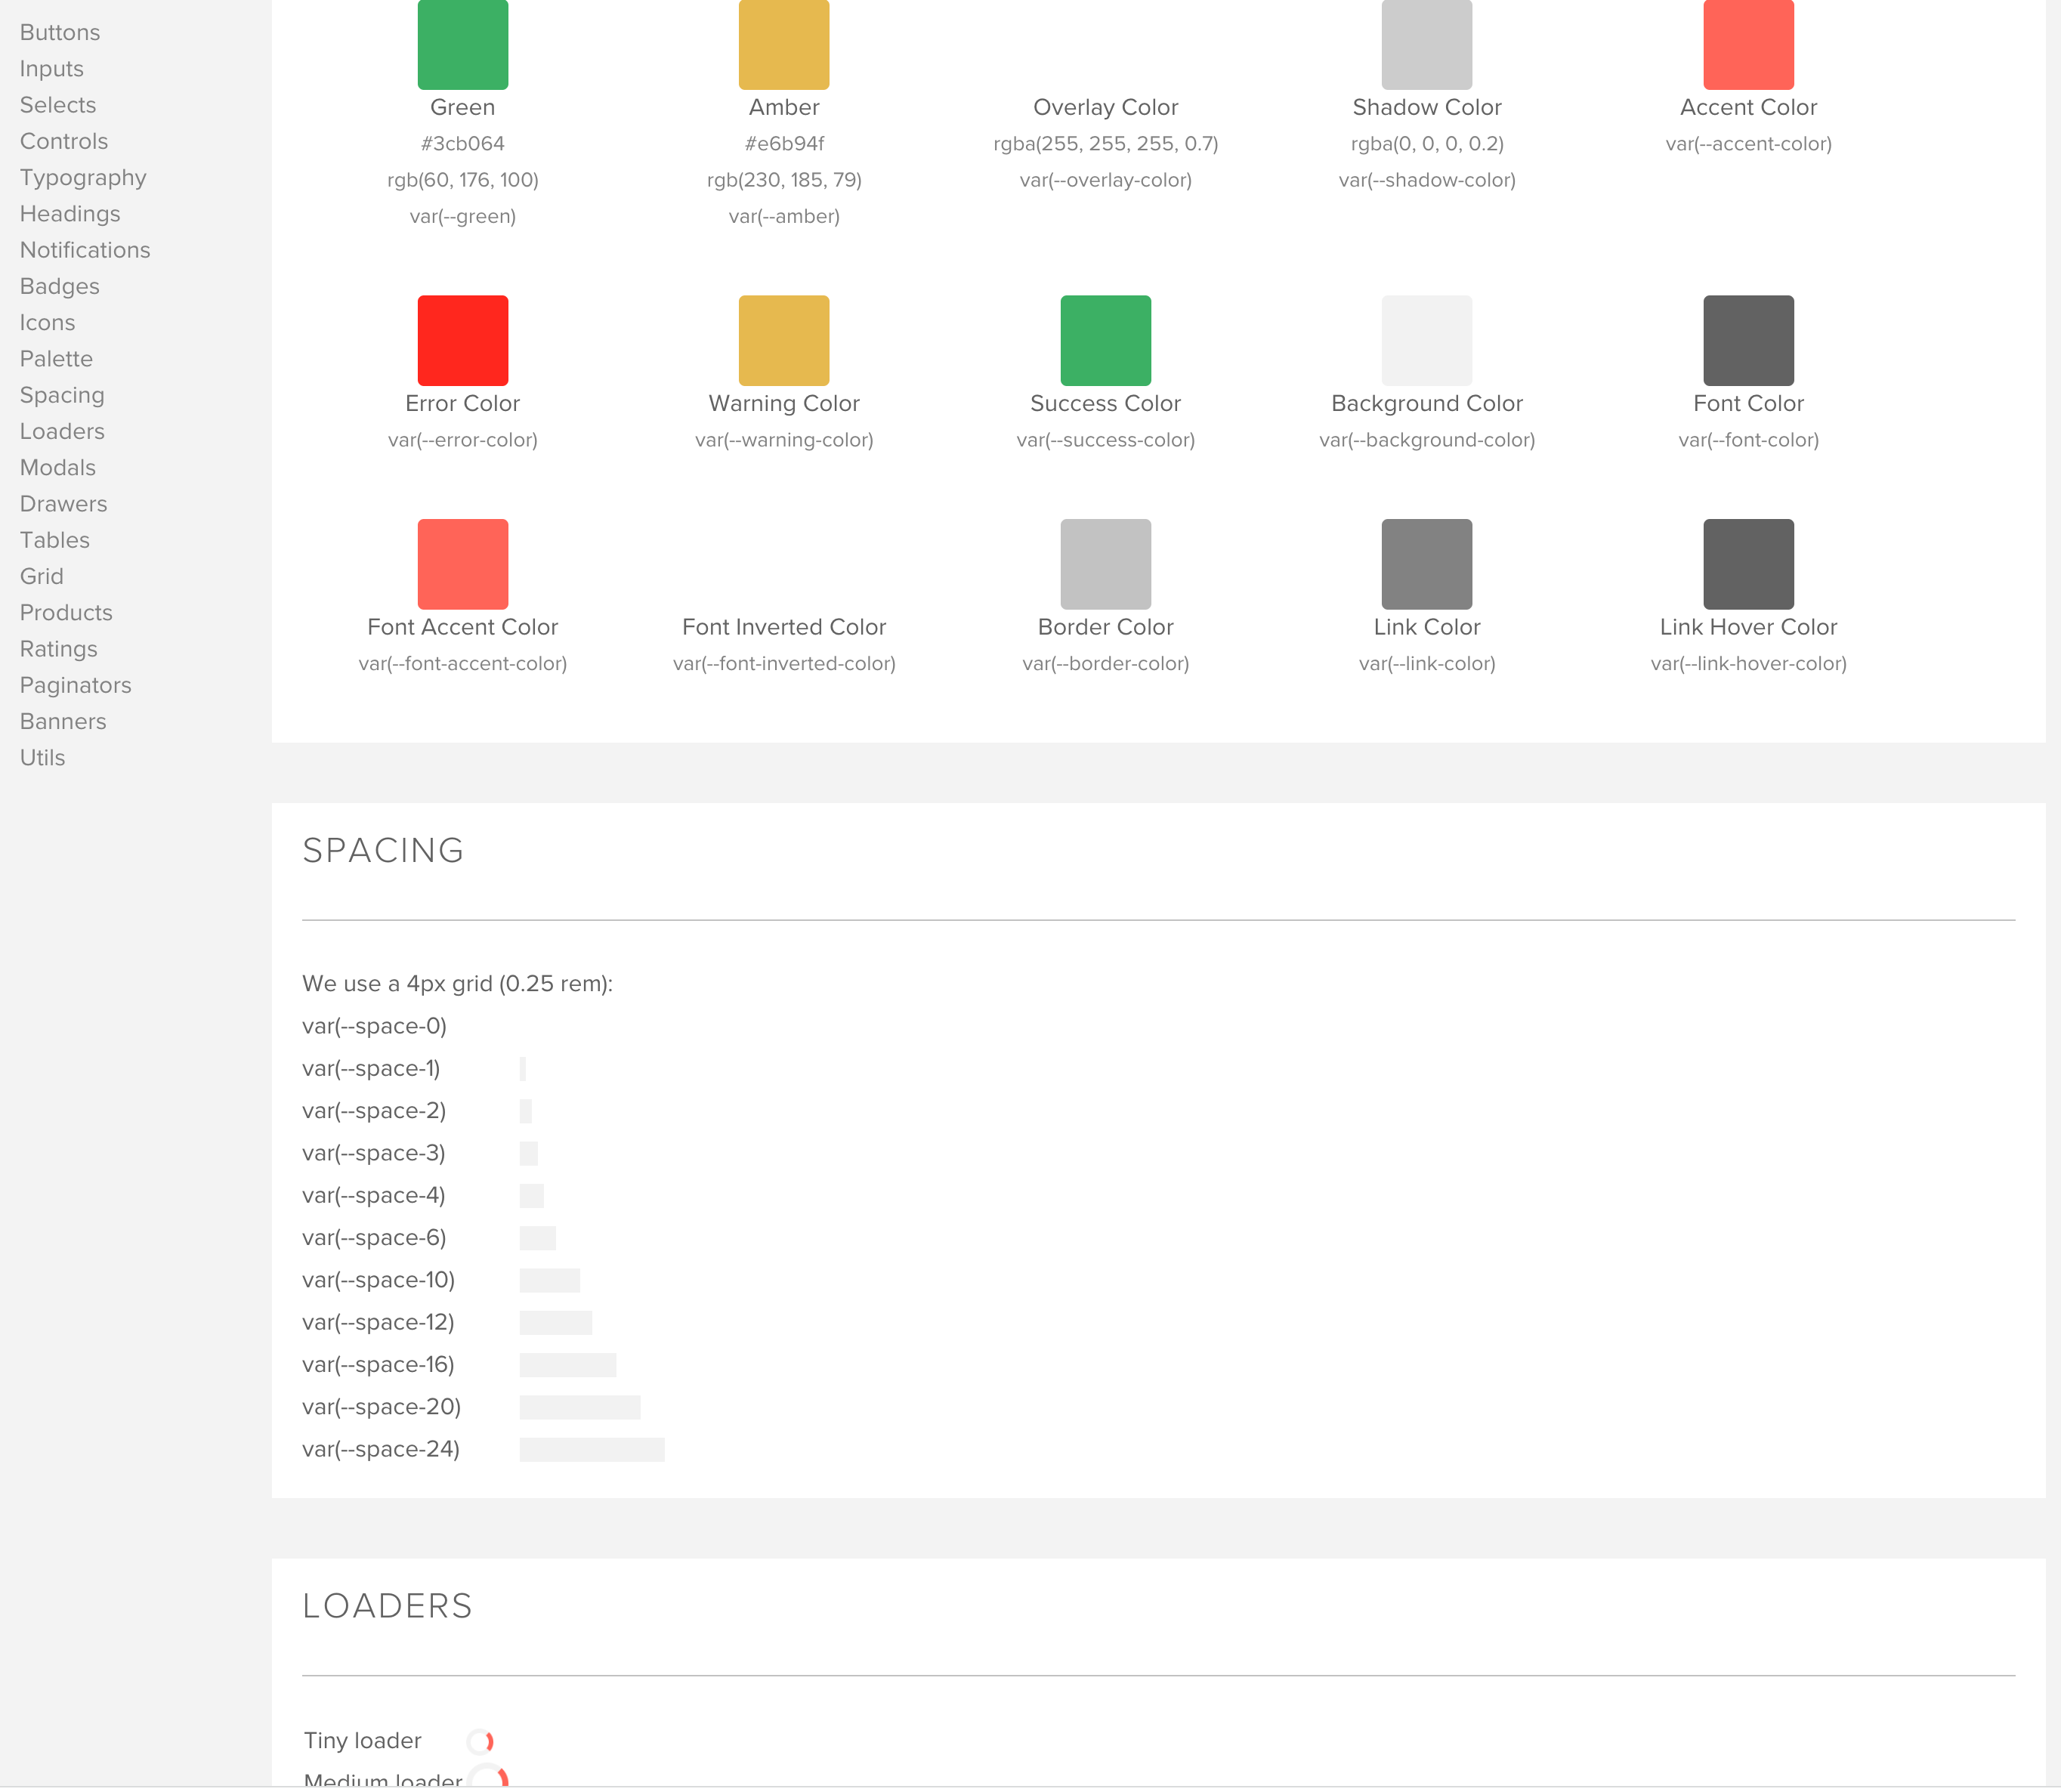 Buttons
Inputs
Selects
Controls
Typography
Headings
Notifications
Badges
Icons
Palette
Spacing
Loaders
Modals
Drawers
Tables
Grid
Products
Ratings
Paginators
Banners
Utils
Green
#3cb064
rgb(60, 176, 100)
var(--green)
Amber
#e6b94f
rgb(230, 185, 79)
var(--amber)
Overlay Color
rgba(255, 255, 255, 0.7)
var(--overlay-color)
Shadow Color
rgba(0, 0, 0, 0.2)
var(--shadow-color)
Accent Color
var(--accent-color)
Error Color
var(--error-color)
Warning Color
var(--warning-color)
Success Color
var(--success-color)
Background Color
var(--background-color)
Font Color
var(--font-color)
Font Accent Color
var(--font-accent-color)
Font Inverted Color
var(--font-inverted-color)
Border Color
var(--border-color)
Link Color
var(--link-color)
Link Hover Color
var(--link-hover-color)
SPACING
We use a 4px grid (0.25 rem):
var(--space-0)
var(--space-1)
var(--space-2)
var(--space-3)
var(--space-4)
var(--space-6)
var(--space-10)
var(--space-12)
var(--space-16)
var(--space-20)
var(--space-24)
LOADERS
Tiny loader
Medium loader